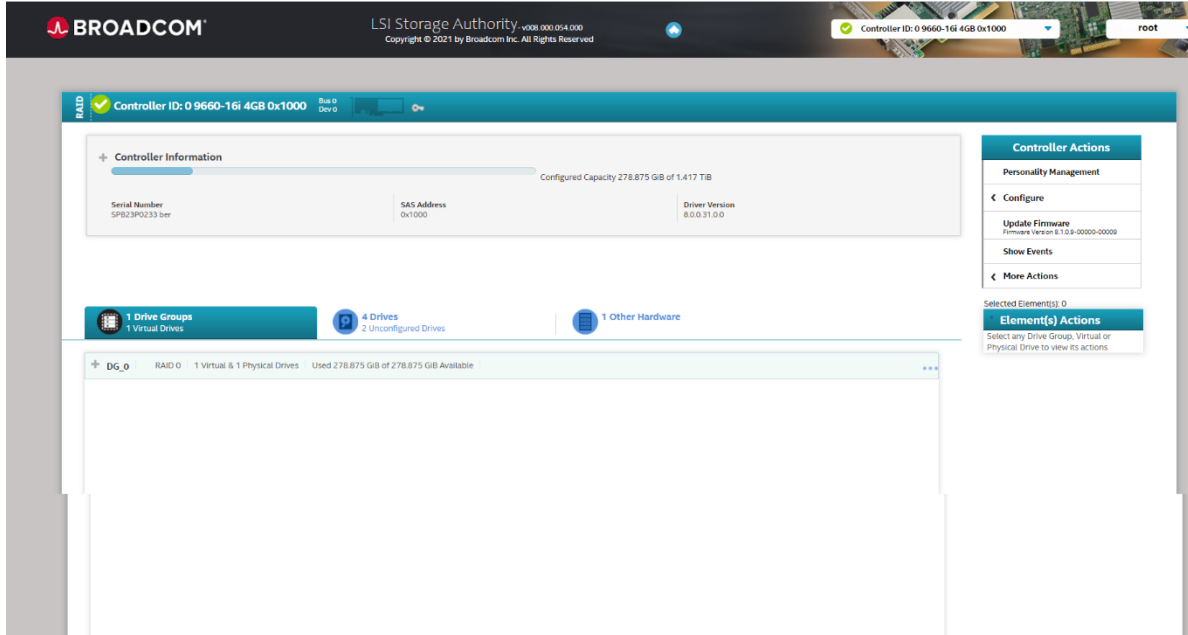 BROADCOM
LSI Storage Authority - v008.000.054.000
Copyright © 2021 by Broadcom Inc. All Rights Reserved
Controller ID: 0 9660-16i 4GB 0x1000
root
RAID
Controller ID: 0 9660-16i 4GB 0x1000
Bus 0
Dev 0
Controller Information
Configured Capacity 278.875 GiB of 1.417 TiB
Serial Number
SPB23P0233 ber
SAS Address
0x1000
Driver Version
8.0.0.31.0.0
Controller Actions
Personality Management
Configure
Update Firmware
Firmware Version 8.1.0.9-00000-00009
Show Events
More Actions
1 Drive Groups
1 Virtual Drives
4 Drives
2 Unconfigured Drives
1 Other Hardware
Selected Element(s): 0
Element(s) Actions
Select any Drive Group, Virtual or
Physical Drive to view its actions
DG_0 RAID 0 1 Virtual & 1 Physical Drives Used 278.875 GiB of 278.875 GiB Available